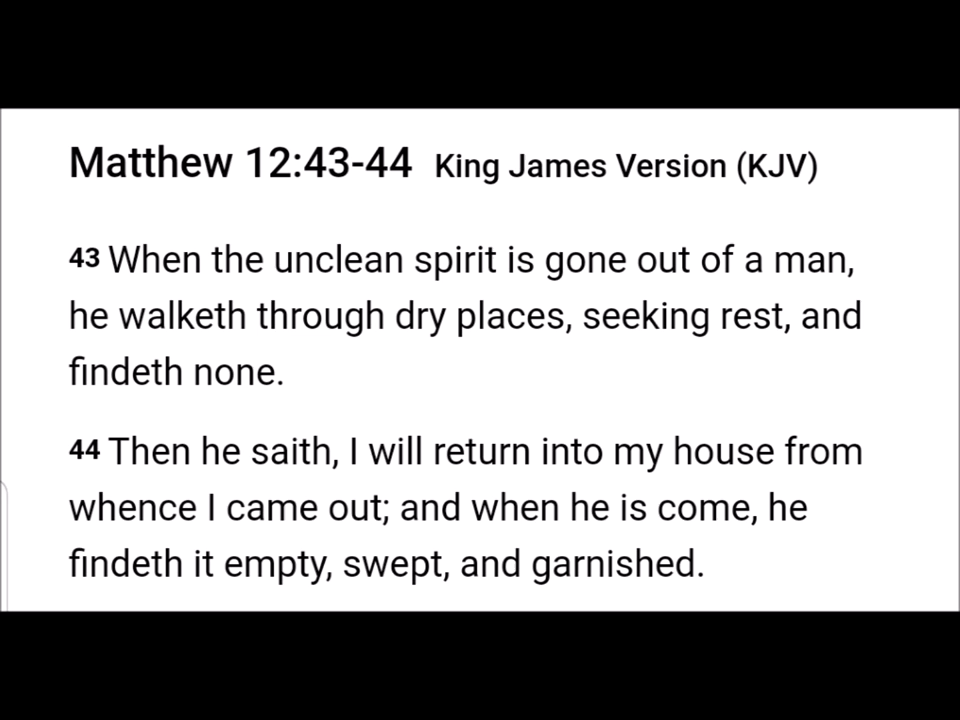 Matthew 12:43-44 King James Version (KJV)
43 When the unclean spirit is gone out of a man,
he walketh through dry places, seeking rest, and
findeth none.
44 Then he saith, I will return into my house from
whence I came out; and when he is come, he
findeth it empty, swept, and garnished.